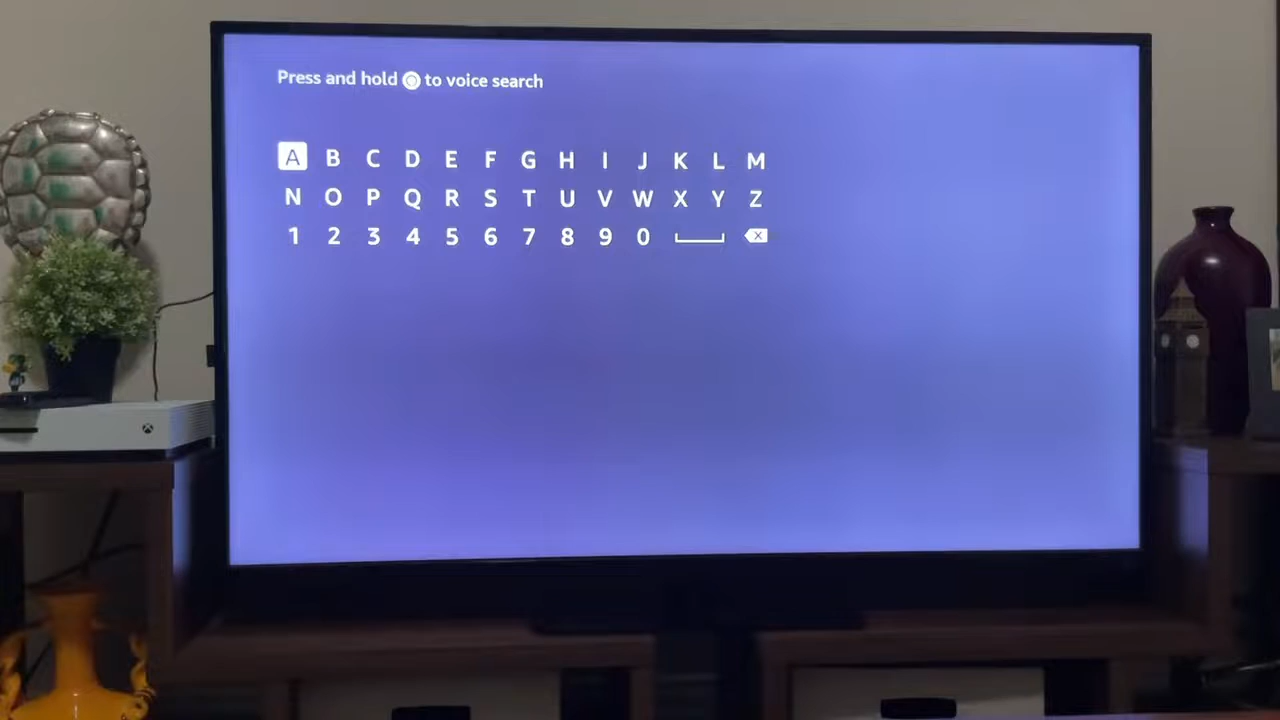 Press and hold to voice search
A B C D E F G H I J K L M
N O P Q R S T U V W X Y Z
1 2 3 4 5 6 7 8 9 0